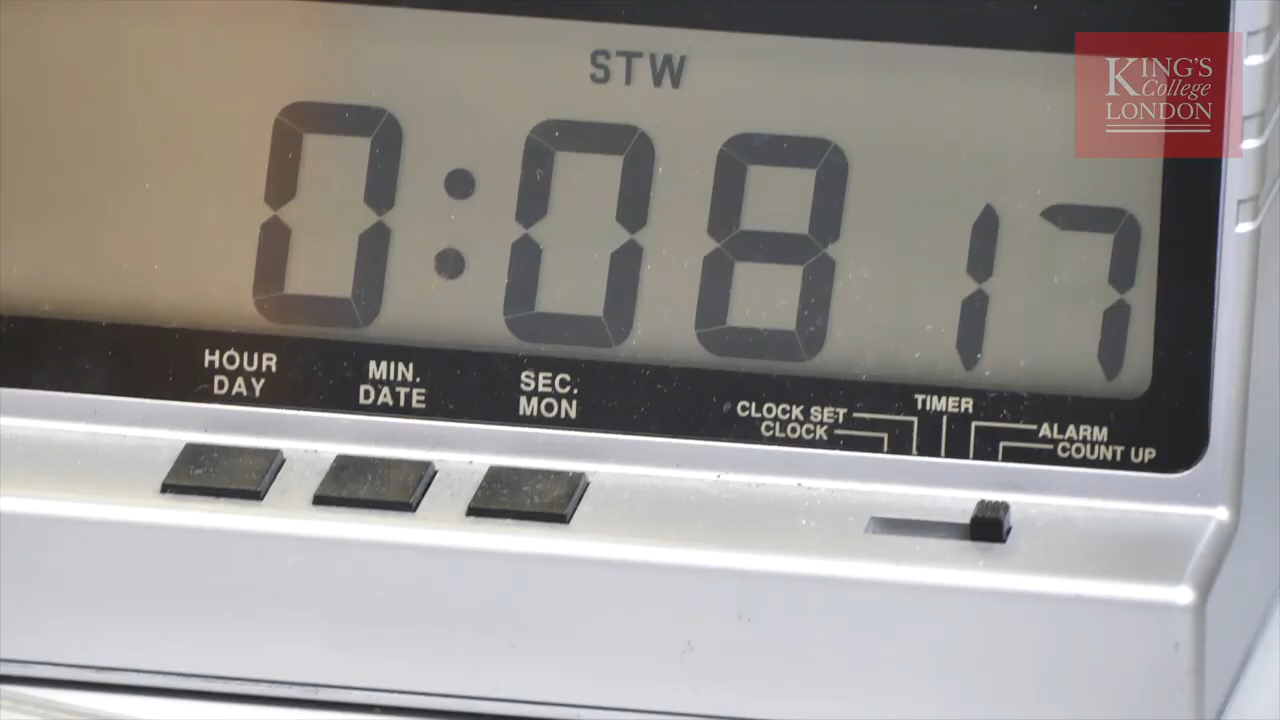 STW
KING'S
College
LONDON
0:08 17
HOUR
DAY
MIN.
DATE
SEC.
MON
CLOCK SET
CLOCK
TIMER
ALARM
COUNT UP